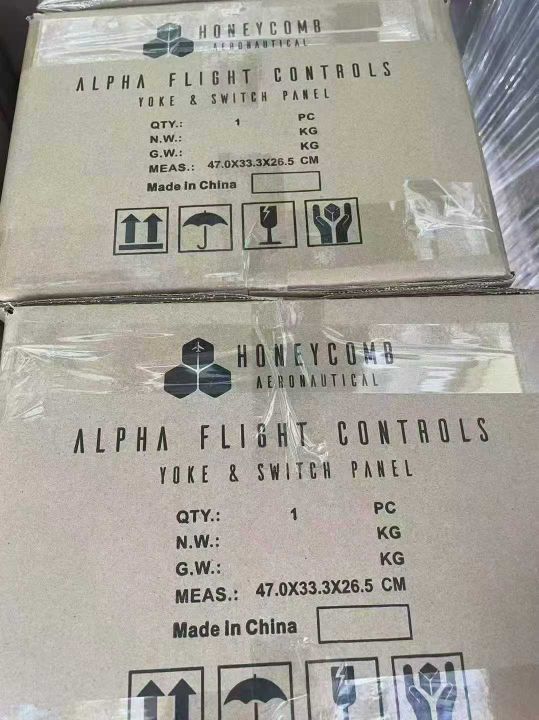 HONEYCOMB
AERONAUTICAL
ALPHA FLIGHT CONTROLS
YOKE & SWITCH PANEL
QTY.: 1 PC
N.W.: KG
G.W.: KG
MEAS.: 47.0X33.3X26.5 CM
Made In China
HONEYCOMB
AERONAUTICAL
ALPHA FLIGHT CONTROLS
YOKE & SWITCH PANEL
QTY.: 1 PC
N.W.: KG
G.W.: KG
MEAS.: 47.0X33.3X26.5 CM
Made In China